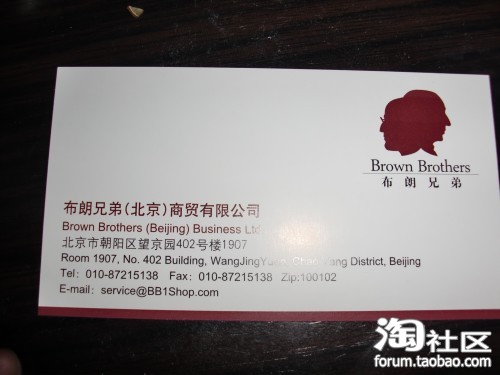 Brown Brothers
布朗兄弟
布朗兄弟(北京)商贸有限公司
Brown Brothers (Beijing) Business Ltd
北京市朝阳区望京园402号楼1907
Room 1907, No. 402 Building, WangJingYuan, ChaoYang District, Beijing
Tel: 010-87215138 Fax: 010-87215138 Zip:100102
E-mail: service@BB1Shop.com
淘社区
forum.taobao.com